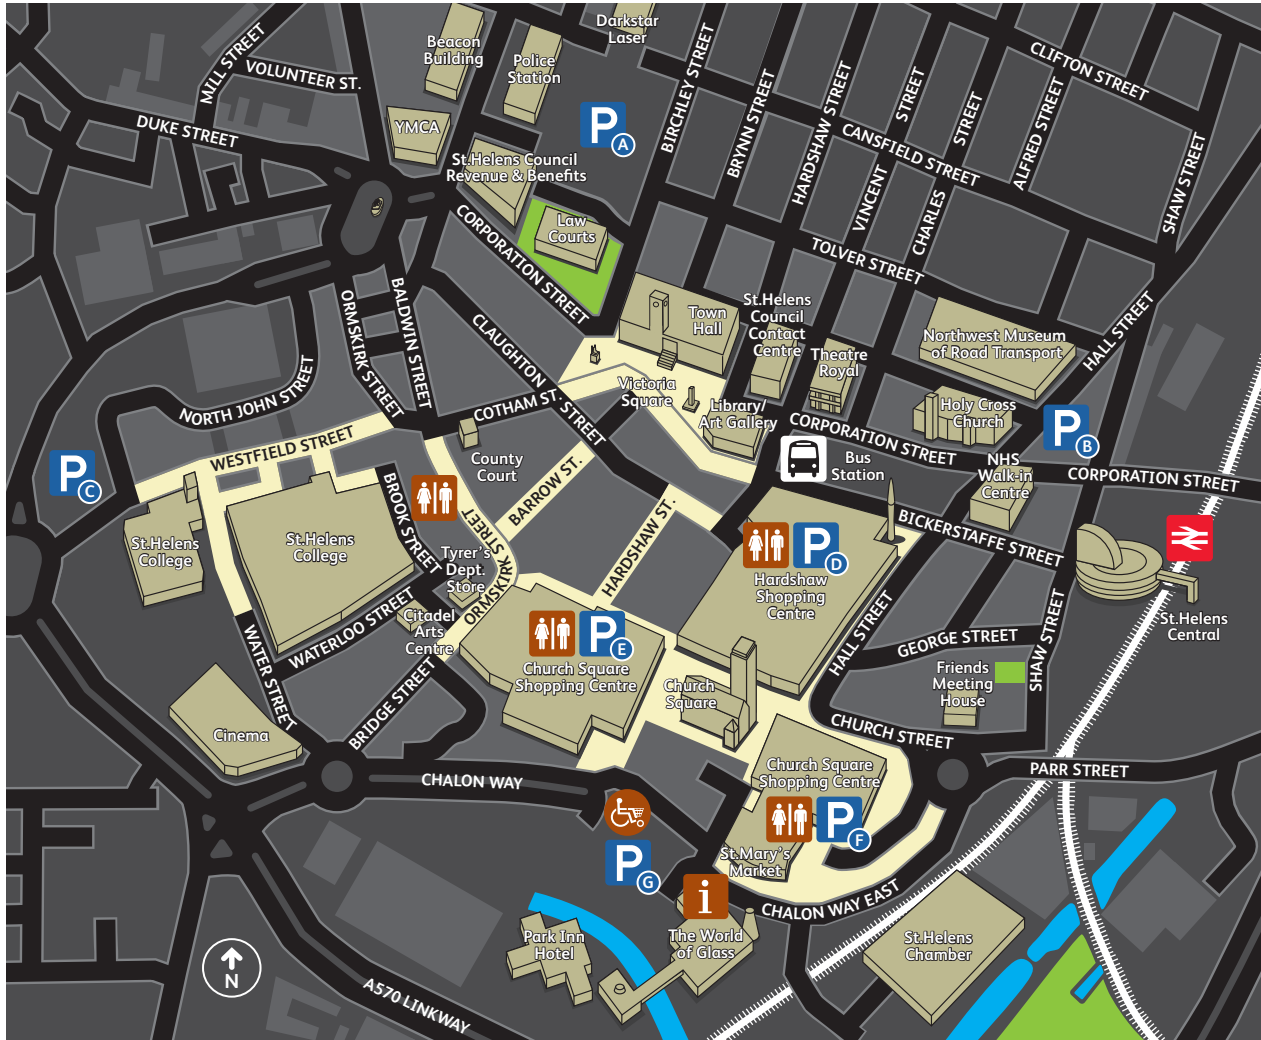 Darkstar
Laser
Beacon
Building
Police
Station
MILL STREET
VOLUNTEER ST.
DUKE STREET
YMCA
P
A
St.Helens Council
Revenue & Benefits
Law
Courts
BIRCHLEY STREET
BRYNN STREET
HARDSHAW STREET
VINCENT STREET
CHARLES STREET
ALFRED STREET
SHAW STREET
CLIFTON STREET
CANSFIELD STREET
TOLVER STREET
CORPORATION STREET
ORMSKIRK STREET
BALDWIN STREET
CLAUGHTON STREET
COTHAM ST.
NORTH JOHN STREET
WESTFIELD STREET
Town
Hall
St.Helens
Council
Contact
Centre
Theatre
Royal
Northwest Museum
of Road Transport
HALL STREET
Victoria
Square
Library/
Art Gallery
Holy Cross
Church
P
B
CORPORATION STREET
Bus
Station
NHS
Walk-in
Centre
CORPORATION STREET
P
C
County
Court
BARROW ST.
HARDSHAW ST.
BROOK STREET
ORMSKIRK STREET
BICKERSTAFFE STREET
St.Helens
College
St.Helens
College
Tyrer's
Dept.
Store
P
D
Hardshaw
Shopping
Centre
St.Helens
Central
Citadel
Arts
Centre
WATERLOO STREET
WATER STREET
BRIDGE STREET
P
E
Church Square
Shopping Centre
Church
Square
HALL STREET
GEORGE STREET
SHAW STREET
Friends
Meeting
House
CHURCH STREET
Cinema
CHALON WAY
PARR STREET
Church Square
Shopping Centre
P
F
St.Mary's
Market
P
G
i
CHALON WAY EAST
Park Inn
Hotel
The World
of Glass
St.Helens
Chamber
N
A570 LINKWAY